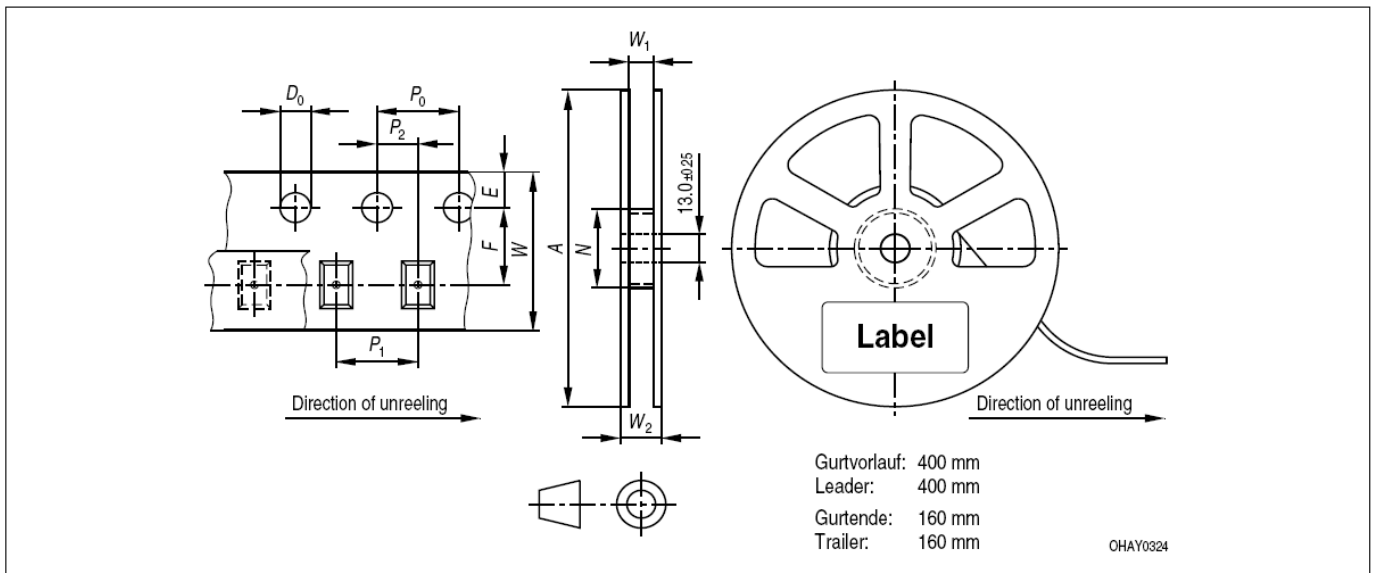 W1
D0
P0
P2
E
F
W
A
N
13.0±0.25
P1
W2
Label
Direction of unreeling
Direction of unreeling
Gurtvorlauf: 400 mm
Leader: 400 mm
Gurtende: 160 mm
Trailer: 160 mm
OHAY0324